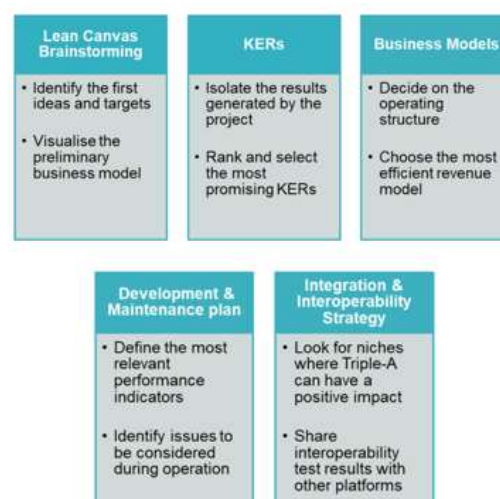 Lean Canvas
Brainstorming
• Identify the first
ideas and targets
• Visualise the
preliminary
business model
KERs
• Isolate the results
generated by the
project
• Rank and select
the most
promising KERs
Business Models
• Decide on the
operating
structure
• Choose the most
efficient revenue
model
Development &
Maintenance plan
• Define the most
relevant
performance
indicators
• Identify issues to
be considered
during operation
Integration &
Interoperability
Strategy
• Look for niches
where Triple-A
can have a
positive impact
• Share
interoperability
test results with
other platforms